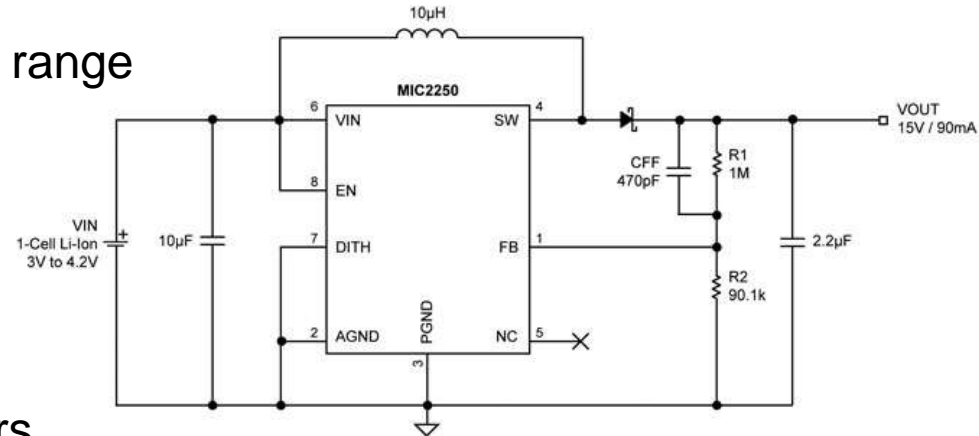 10µH
range
MIC2250
6
VIN
SW
4
VOUT
15V / 90mA
CFF
470pF
R1
1M
8
EN
VIN
1-Cell Li-Ion
3V to 4.2V
+
10µF
7
DITH
FB
1
2.2µF
R2
90.1k
2
AGND
PGND
3
NC
5
rs